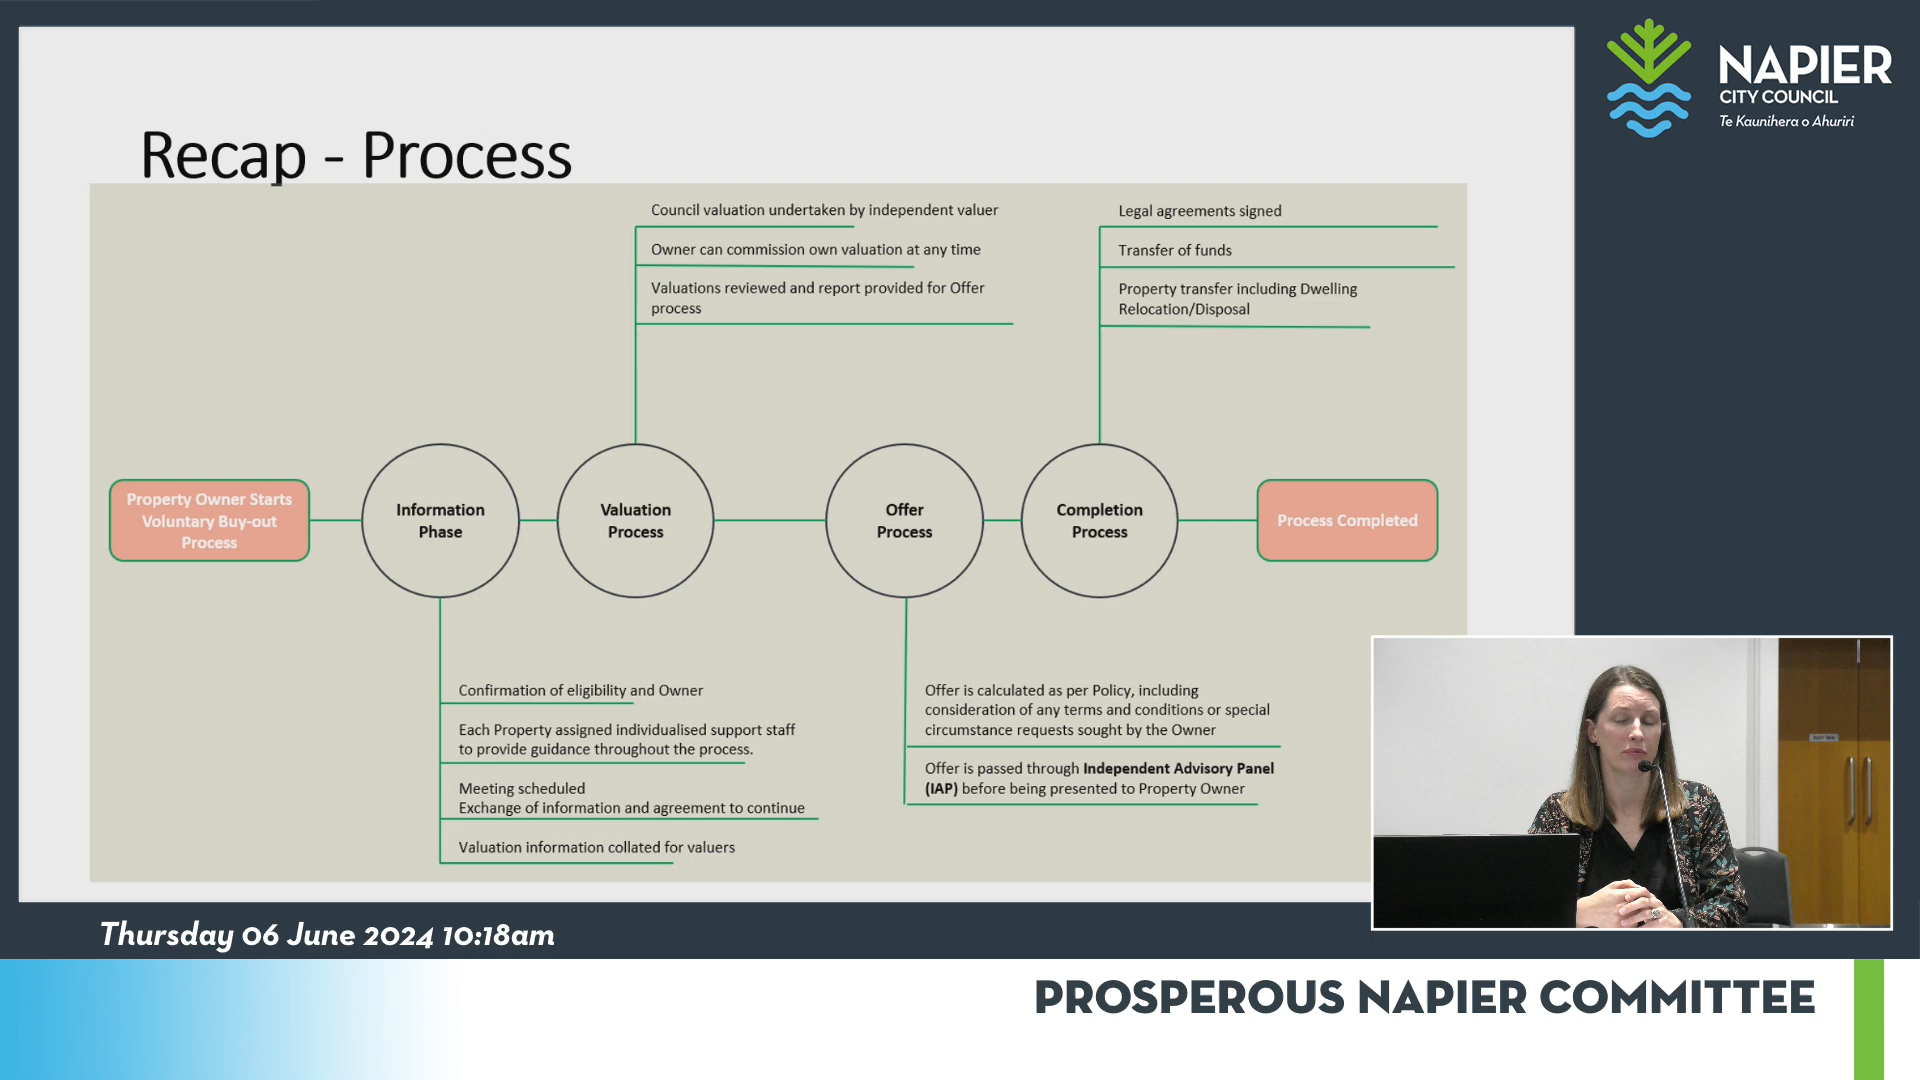 NAPIER
CITY COUNCIL
Te Kaunihera o Ahuriri
Recap - Process
Council valuation undertaken by independent valuer
Owner can commission own valuation at any time
Valuations reviewed and report provided for Offer
process
Legal agreements signed
Transfer of funds
Property transfer including Dwelling
Relocation/Disposal
Property Owner Starts
Voluntary Buy-out
Process
Information
Phase
Valuation
Process
Offer
Process
Completion
Process
Process Completed
Confirmation of eligibility and Owner
Each Property assigned individualised support staff
to provide guidance throughout the process.
Meeting scheduled
Exchange of information and agreement to continue
Valuation information collated for valuers
Offer is calculated as per Policy, including
consideration of any terms and conditions or special
circumstance requests sought by the Owner
Offer is passed through Independent Advisory Panel
(IAP) before being presented to Property Owner
Thursday 06 June 2024 10:18am
PROSPEROUS NAPIER COMMITTEE